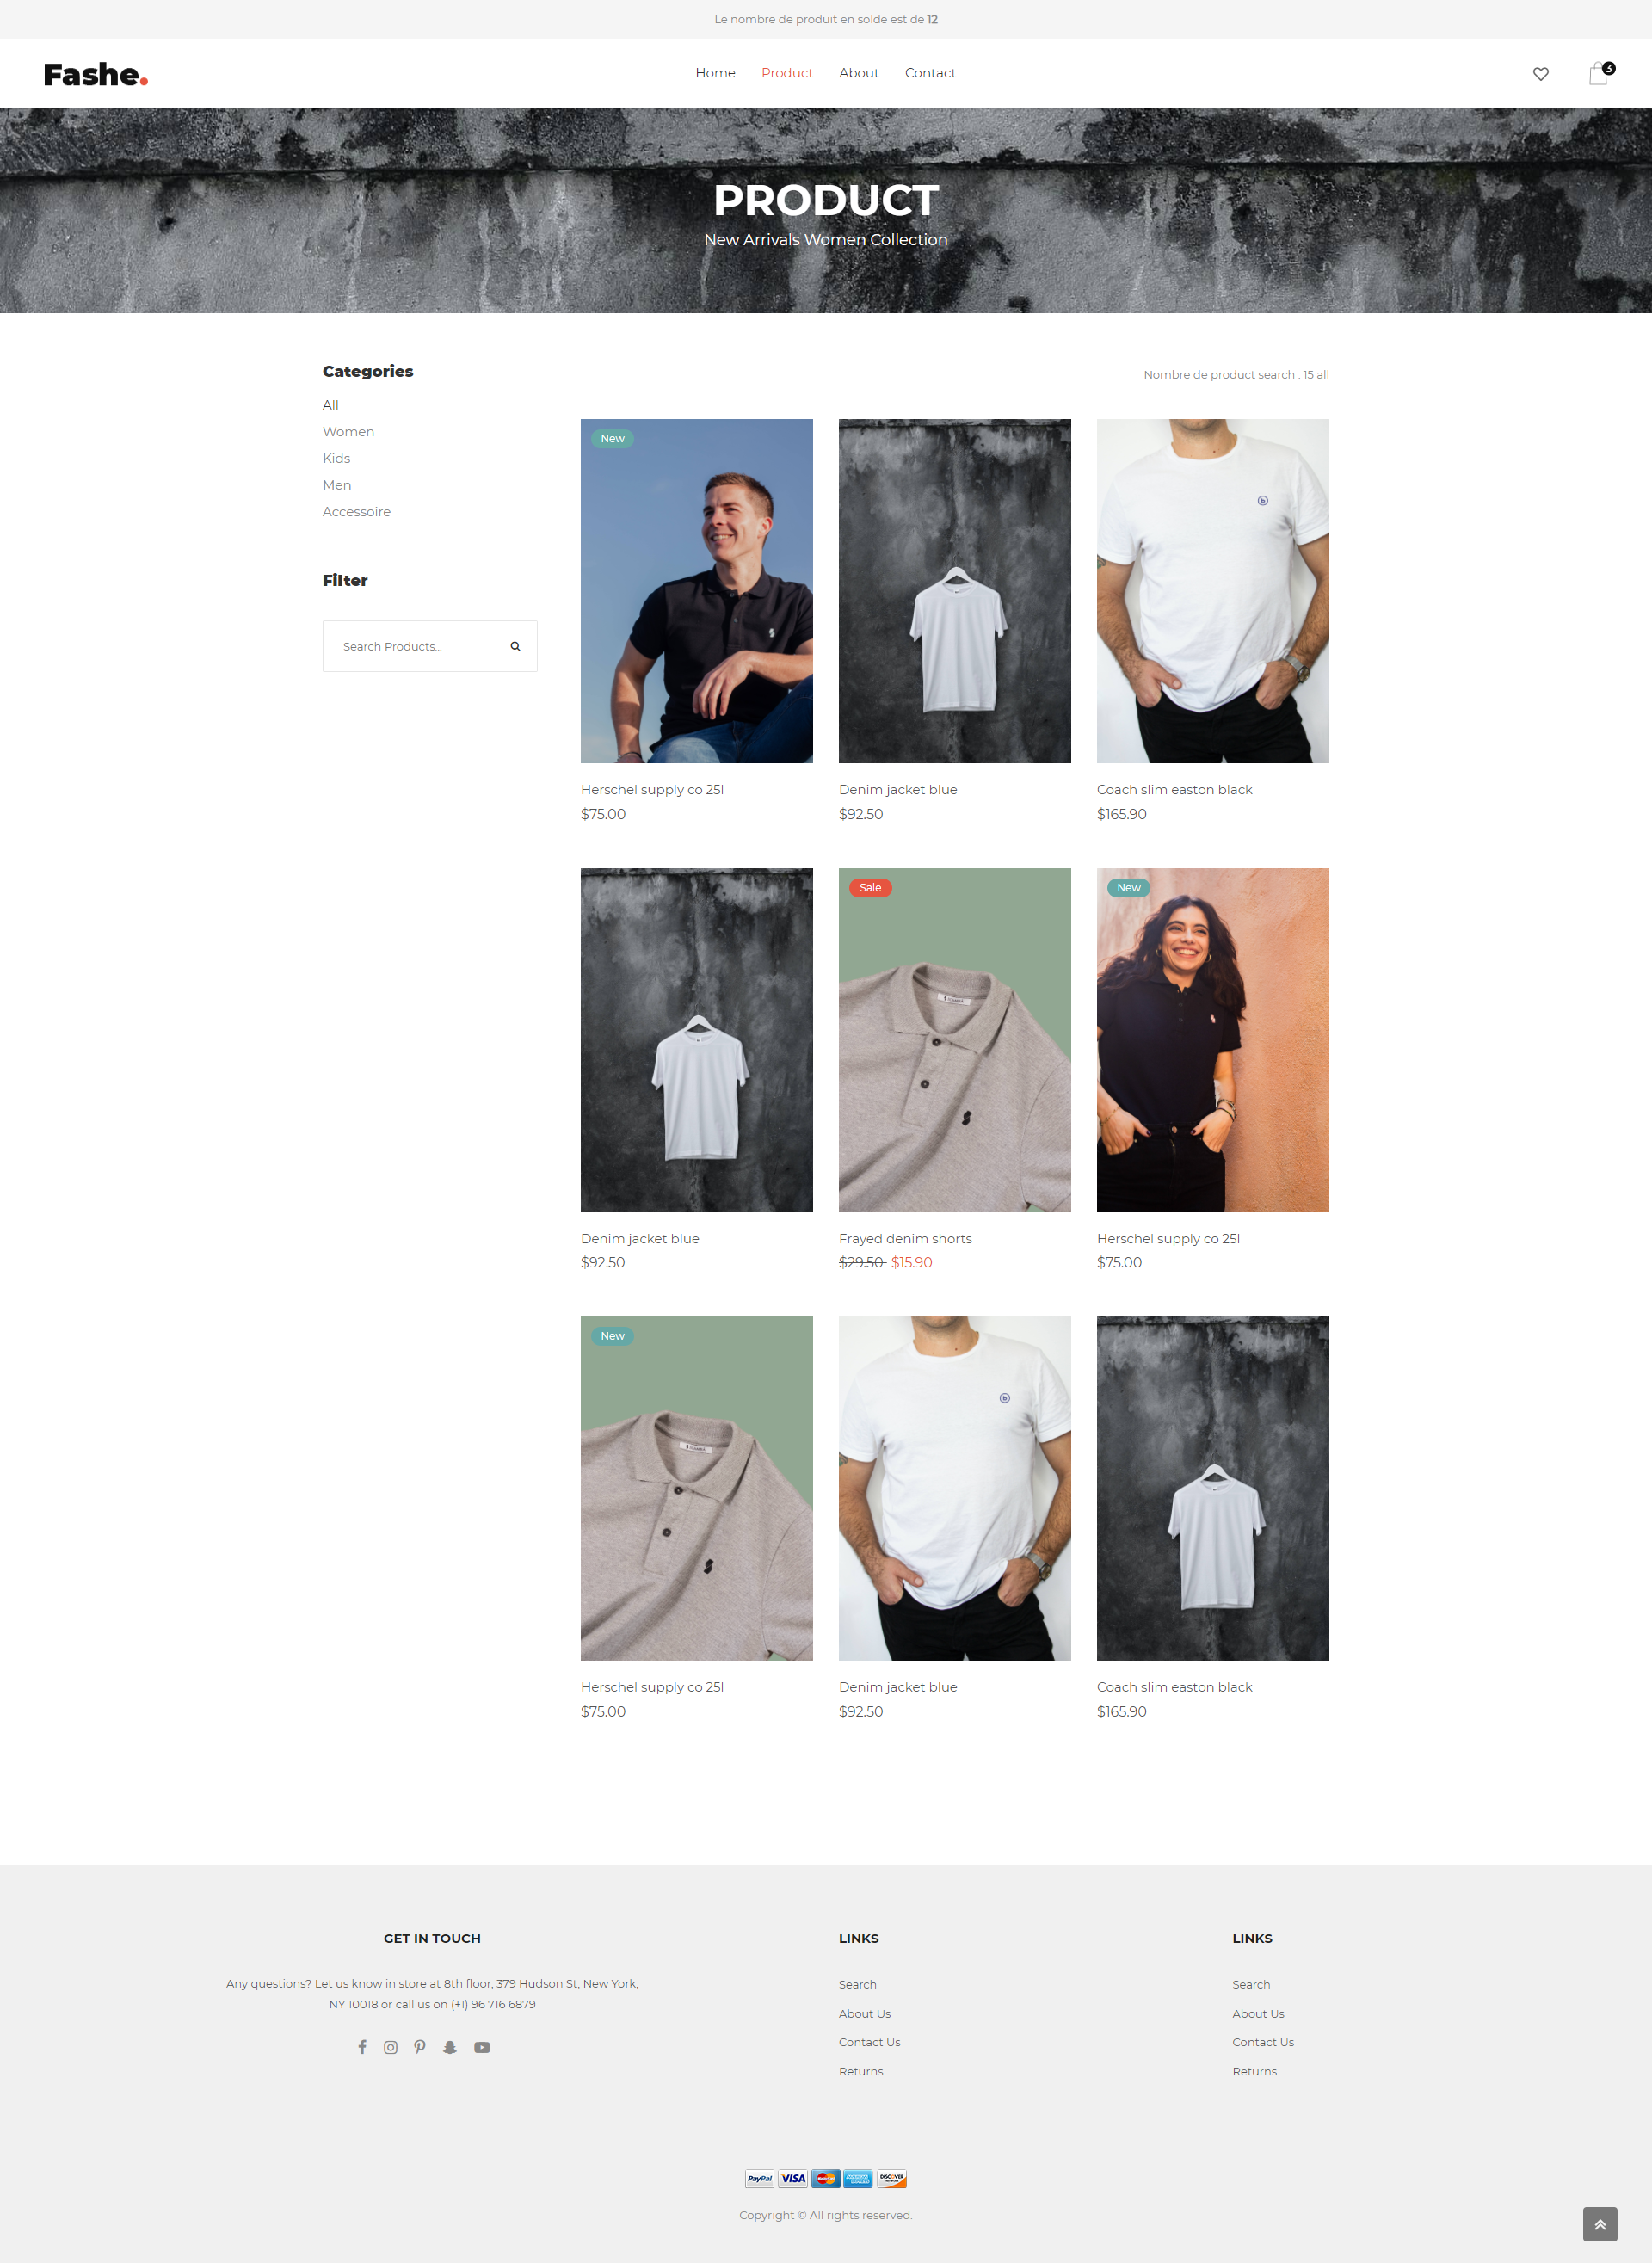 Le nombre de produit en solde est de 12
Fashe.
Home Product About Contact
3
PRODUCT
New Arrivals Women Collection
Categories
All
Women
Kids
Men
Accessoire
Filter
Search Products...
Nombre de product search : 15 all
New
Herschel supply co 25l
$75.00
Denim jacket blue
$92.50
Coach slim easton black
$165.90
Denim jacket blue
$92.50
Sale
Frayed denim shorts
$29.50 $15.90
New
Herschel supply co 25l
$75.00
New
Herschel supply co 25l
$75.00
Denim jacket blue
$92.50
Coach slim easton black
$165.90
GET IN TOUCH
Any questions? Let us know in store at 8th floor, 379 Hudson St, New York,
NY 10018 or call us on (+1) 96 716 6879
LINKS
Search
About Us
Contact Us
Returns
LINKS
Search
About Us
Contact Us
Returns
PayPal VISA MasterCard AMERICAN EXPRESS DISCOVER
Copyright © All rights reserved.